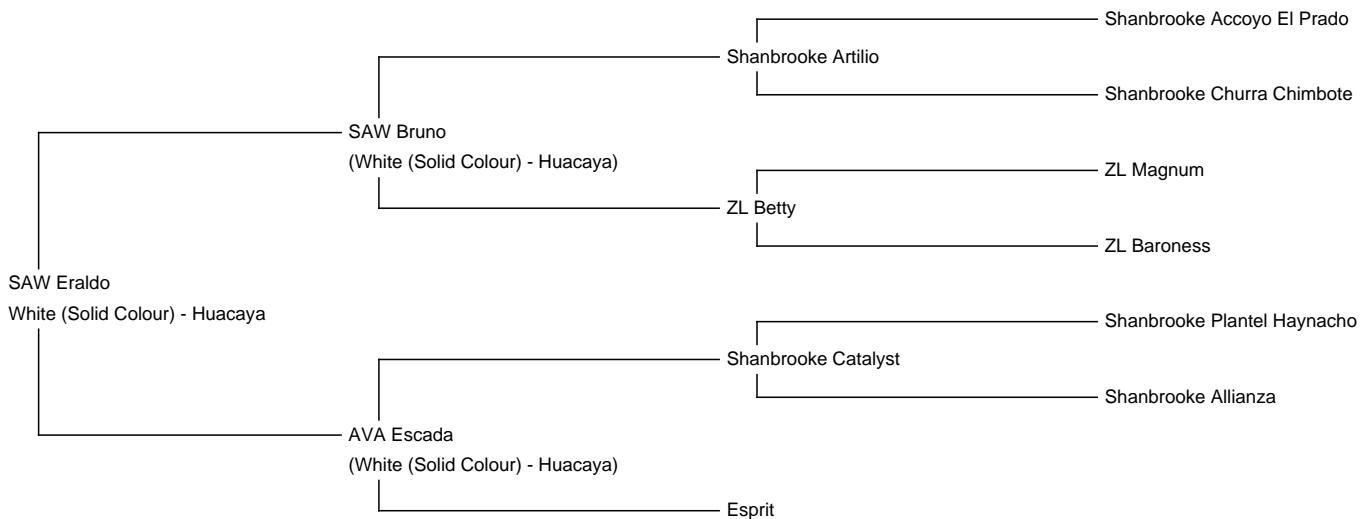 Shanbrooke Accoyo El Prado
Shanbrooke Artilio
Shanbrooke Churra Chimbote
SAW Bruno
(White (Solid Colour) - Huacaya)
ZL Magnum
ZL Betty
ZL Baroness
SAW Eraldo
White (Solid Colour) - Huacaya
Shanbrooke Plantel Haynacho
Shanbrooke Catalyst
Shanbrooke Allianza
AVA Escada
(White (Solid Colour) - Huacaya)
Esprit